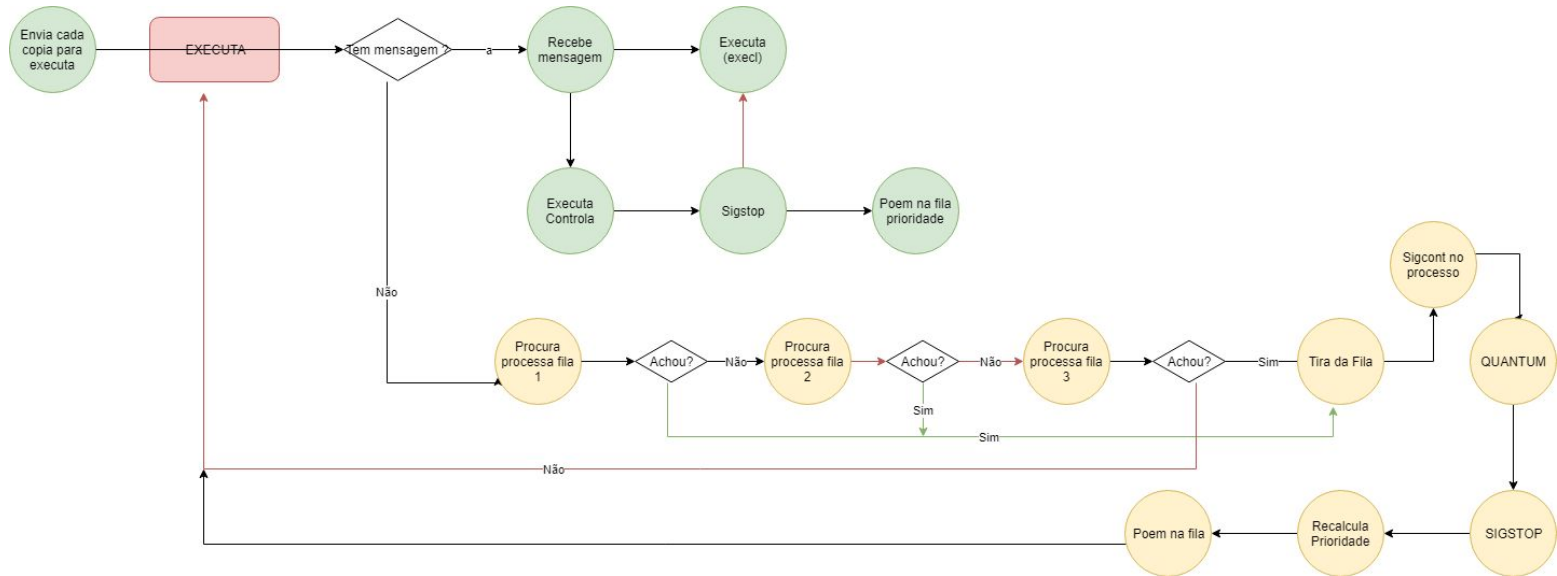 Envia cada
copia para
executa
EXECUTA
Tem mensagem ?
a
Recebe
mensagem
Executa
(execl)
Executa
Controla
Sigstop
Poem na fila
prioridade
Não
Sigcont no
processo
Procura
processa fila
1
Achou?
Não
Procura
processa fila
2
Achou?
Não
Procura
processa fila
3
Achou?
Sim
Tira da Fila
QUANTUM
Sim
Sim
Não
Poem na fila
Recalcula
Prioridade
SIGSTOP